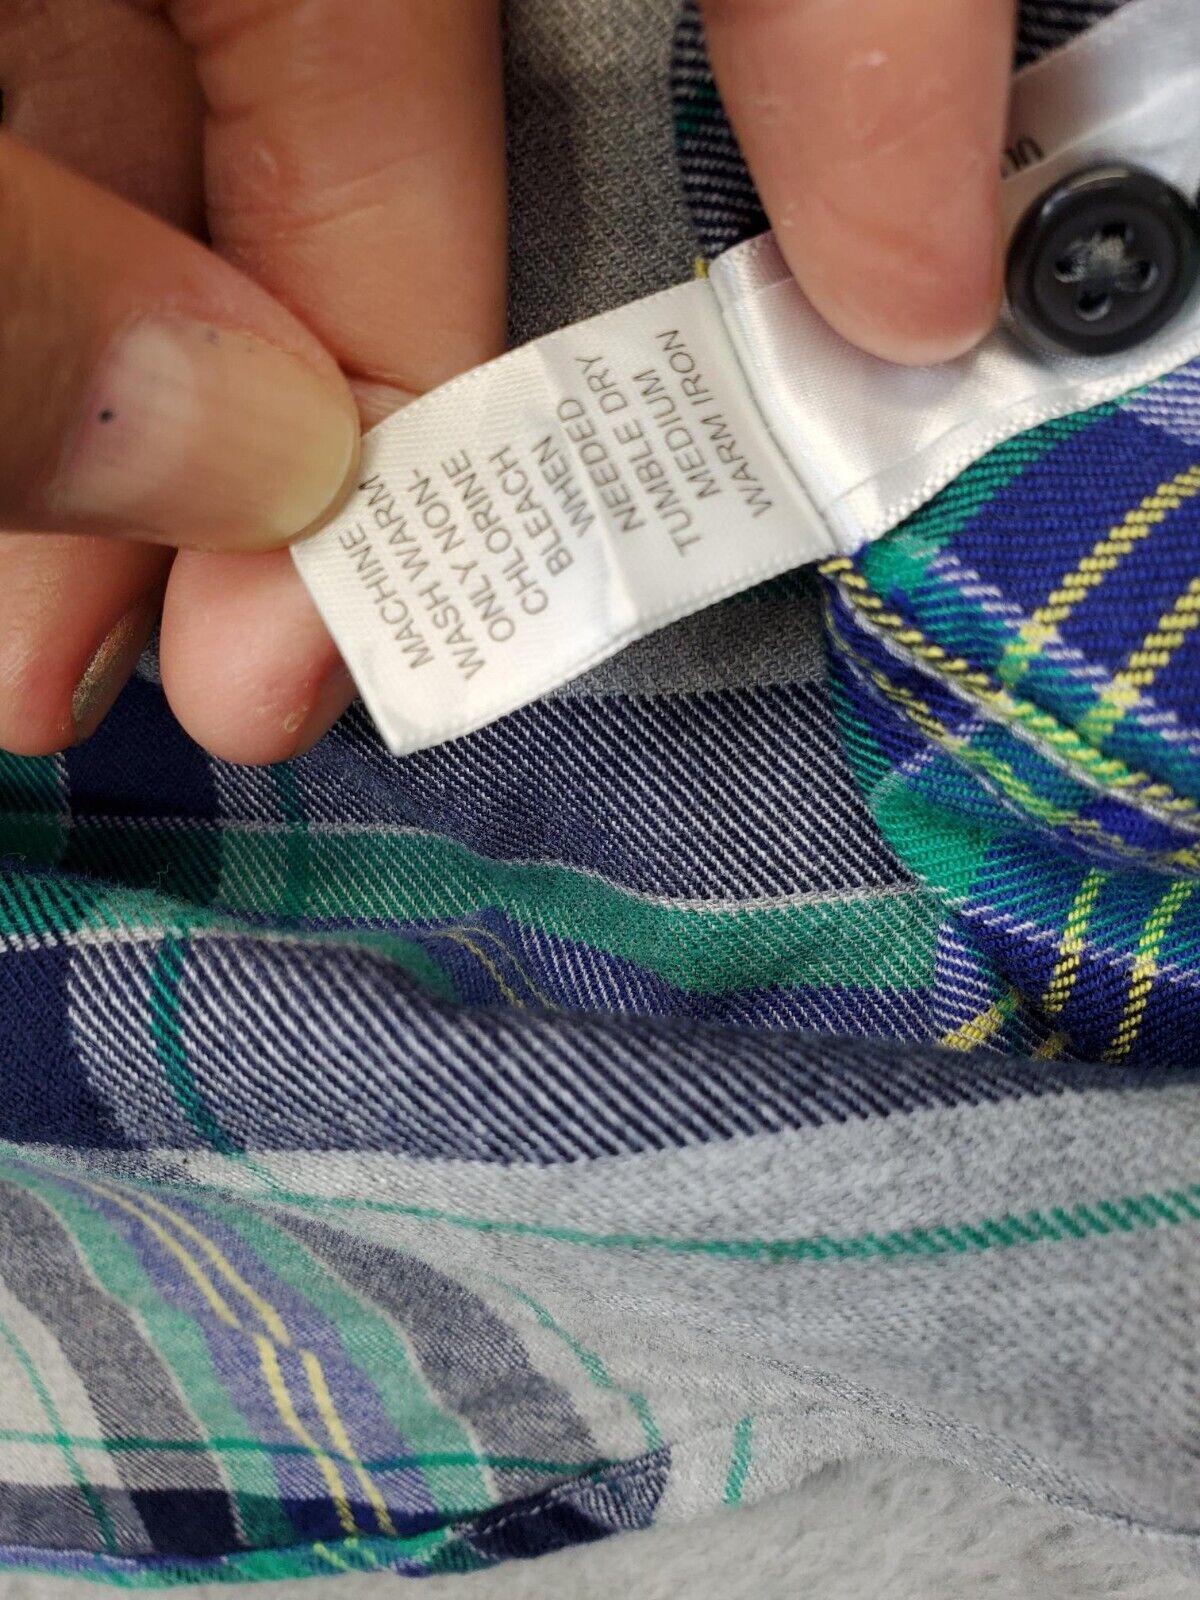 MACHINE
WASH WARM
ONLY NON-
CHLORINE
BLEACH
WHEN
NEEDED
TUMBLE DRY
MEDIUM
WARM IRON